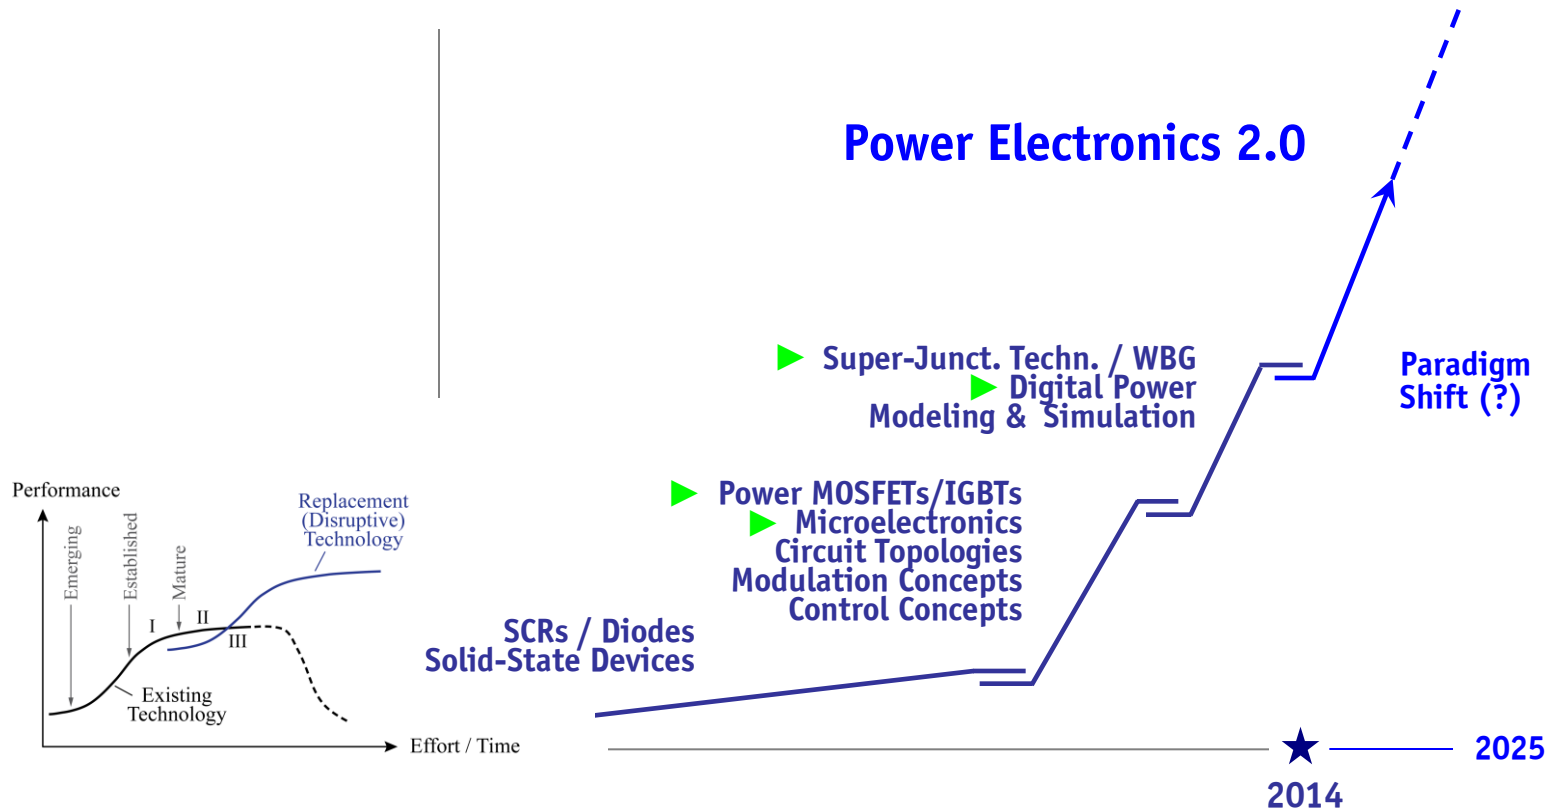 Power Electronics 2.0
Super-Junct. Techn. / WBG
Digital Power
Modeling & Simulation
Paradigm
Shift (?)
Power MOSFETs/IGBTs
Microelectronics
Circuit Topologies
Modulation Concepts
Control Concepts
SCRs / Diodes
Solid-State Devices
Performance
Emerging
Established
Mature
Replacement
(Disruptive)
Technology
I
II
III
Existing
Technology
Effort / Time
2014
2025